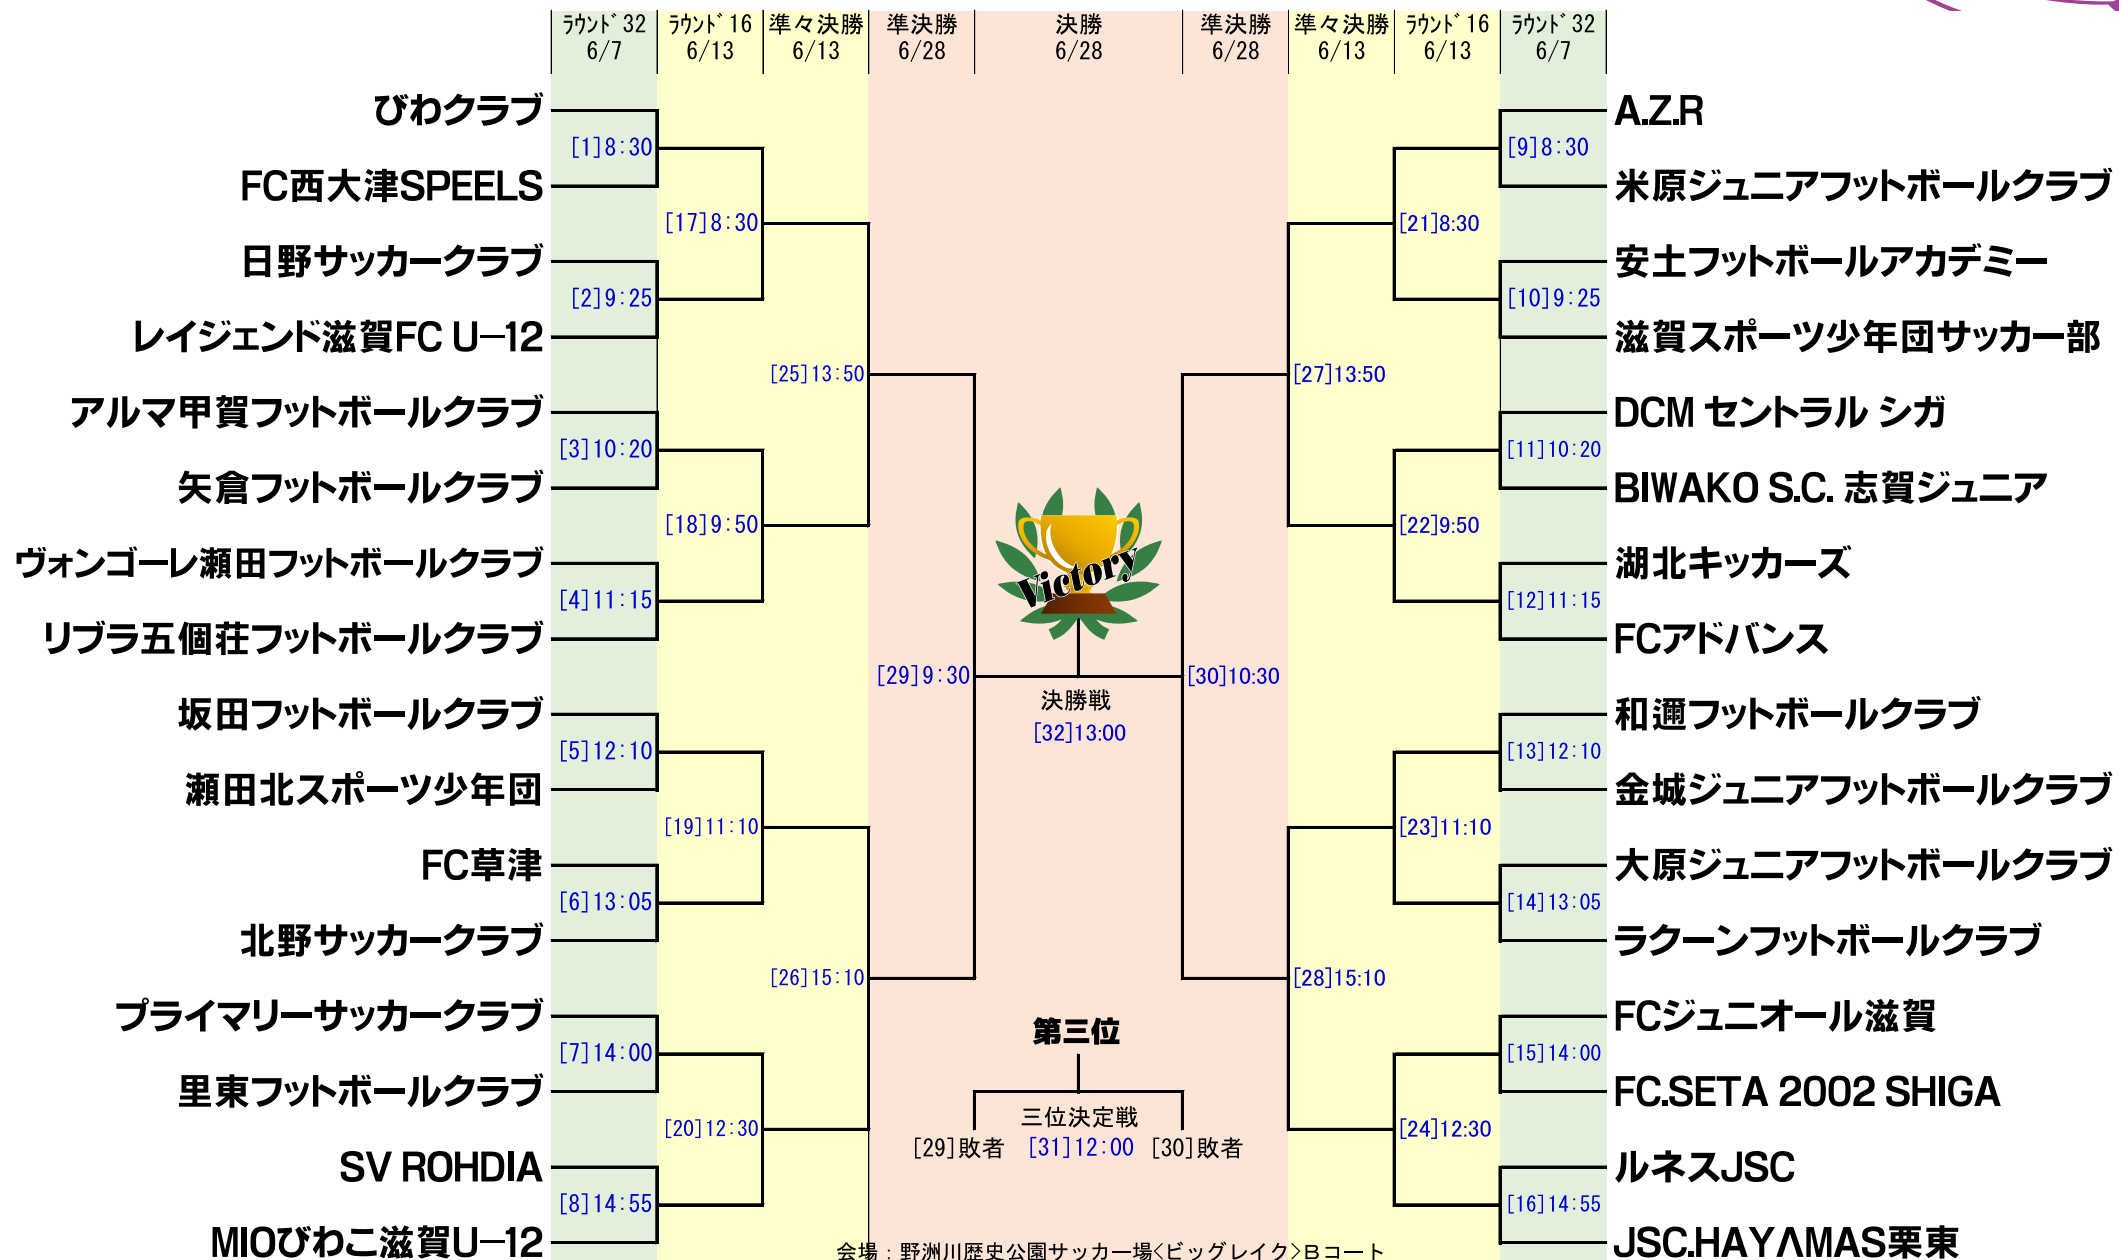 ﾗｳﾝﾄﾞ32 ﾗｳﾝﾄﾞ16 準々決勝 準決勝 決勝 準決勝 準々決勝 ﾗｳﾝﾄﾞ16 ﾗｳﾝﾄﾞ32
6/7 6/13 6/13 6/28 6/28 6/28 6/13 6/13 6/7
びわクラブ A.Z.R
[1]8:30 [9]8:30
FC西大津SPEELS 米原ジュニアフットボールクラブ
[17]8:30 [21]8:30
日野サッカークラブ 安土フットボールアカデミー
[2]9:25 [10]9:25
レイジェンド滋賀FC U−12 滋賀スポーツ少年団サッカー部
[25]13:50 [27]13:50
アルマ甲賀フットボールクラブ DCM セントラル シガ
[3]10:20 [11]10:20
矢倉フットボールクラブ BIWAKO S.C. 志賀ジュニア
[18]9:50 [22]9:50
ヴォンゴーレ瀬田フットボールクラブ Victory 湖北キッカーズ
[4]11:15 [12]11:15
リブラ五個荘フットボールクラブ FCアドバンス
[29]9:30 [30]10:30
坂田フットボールクラブ 決勝戦 和邇フットボールクラブ
[32]13:00
[5]12:10 [13]12:10
瀬田北スポーツ少年団 金城ジュニアフットボールクラブ
[19]11:10 [23]11:10
FC草津 大原ジュニアフットボールクラブ
[6]13:05 [14]13:05
北野サッカークラブ ラクーンフットボールクラブ
[26]15:10 [28]15:10
プライマリーサッカークラブ 第三位 FCジュニオール滋賀
[7]14:00 [15]14:00
里東フットボールクラブ FC.SETA 2002 SHIGA
三位決定戦
[20]12:30 [24]12:30
[29]敗者 [31]12:00 [30]敗者
SV ROHDIA ルネスJSC
[8]14:55 [16]14:55
MIOびわこ滋賀U−12 JSC.HAYΛMAS栗東
会場：野洲川歴史公園サッカー場<ビッグレイク>Bコート